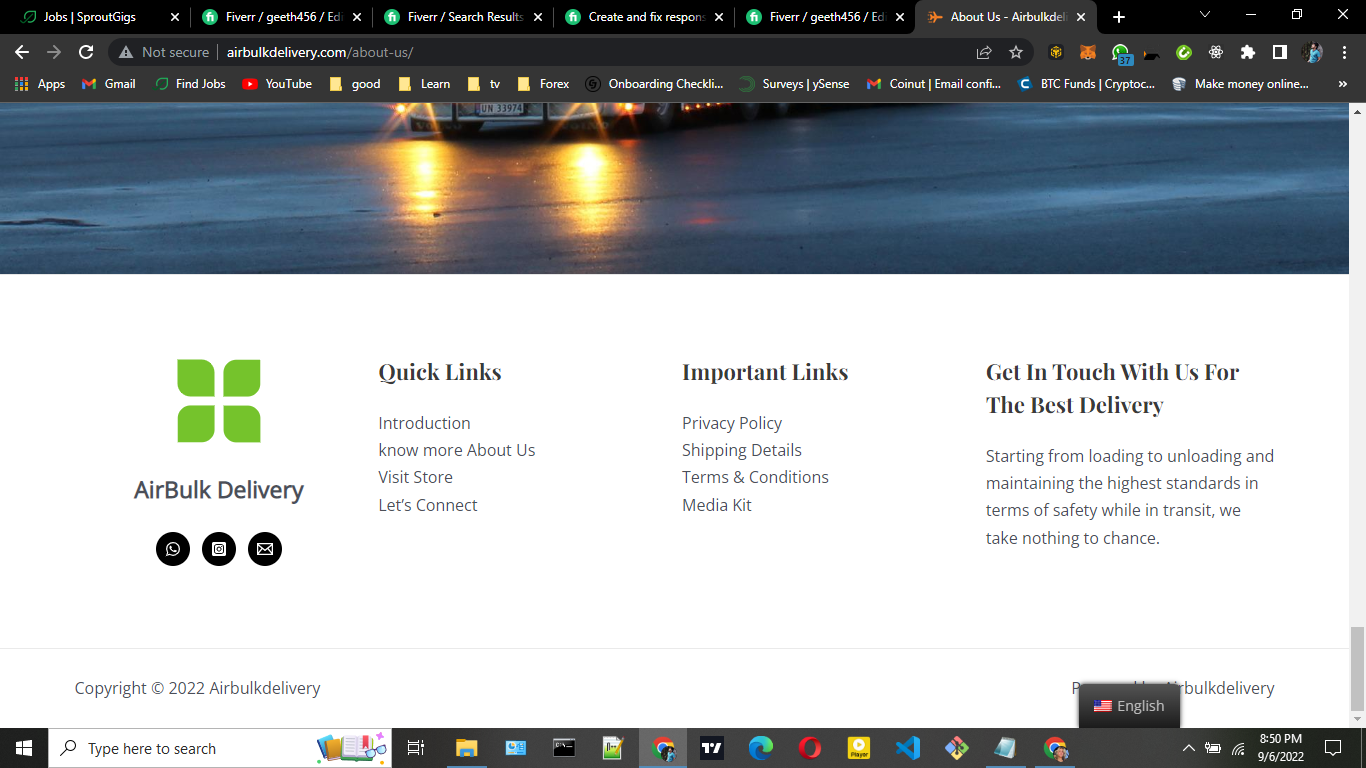 Jobs | SproutGigs
Fiverr / geeth456 / Edi
Fiverr / Search Results
Create and fix respons
Fiverr / geeth456 / Edi
About Us - Airbulkdeli
Not secure
airbulkdelivery.com/about-us/
37
Apps
Gmail
Find Jobs
YouTube
good
Learn
tv
Forex
Onboarding Checkli...
Surveys | ySense
Coinut | Email confi...
BTC Funds | Cryptoc...
Make money online...
»
UN 33974
Quick Links
Important Links
Get In Touch With Us For
The Best Delivery
Introduction
know more About Us
Visit Store
Let's Connect
Privacy Policy
Shipping Details
Terms & Conditions
Media Kit
Starting from loading to unloading and
maintaining the highest standards in
terms of safety while in transit, we
take nothing to chance.
AirBulk Delivery
Copyright © 2022 Airbulkdelivery
English
Type here to search
Player
8:50 PM
9/6/2022